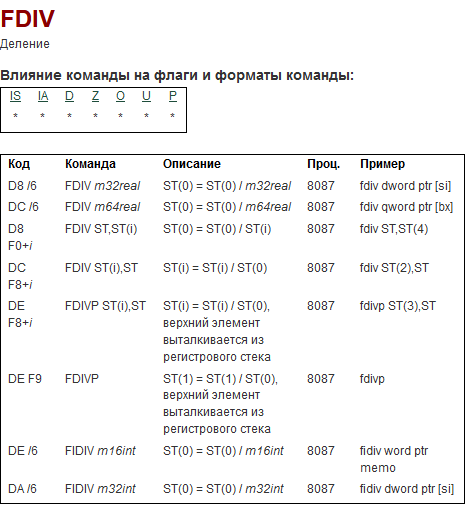 FDIV
Деление
Влияние команды на флаги и форматы команды:
IS IA D Z O U P
* * * * * * *
Код Команда Описание Проц. Пример
D8 /6 FDIV m32real ST(0) = ST(0) / m32real 8087 fdiv dword ptr [si]
DC /6 FDIV m64real ST(0) = ST(0) / m64real 8087 fdiv qword ptr [bx]
D8 FDIV ST,ST(i) ST(0) = ST(0) / ST(i) 8087 fdiv ST,ST(4)
F0+i
DC FDIV ST(i),ST ST(i) = ST(i) / ST(0) 8087 fdiv ST(2),ST
F8+i
DE FDIVP ST(i),ST ST(i) = ST(i) / ST(0), 8087 fdivp ST(3),ST
F8+i верхний элемент
выталкивается из
регистрового стека
DE F9 FDIVP ST(1) = ST(1) / ST(0), 8087 fdivp
верхний элемент
выталкивается из
регистрового стека
DE /6 FIDIV m16int ST(0) = ST(0) / m16int 8087 fidiv word ptr
memo
DA /6 FIDIV m32int ST(0) = ST(0) / m32int 8087 fidiv dword ptr [si]